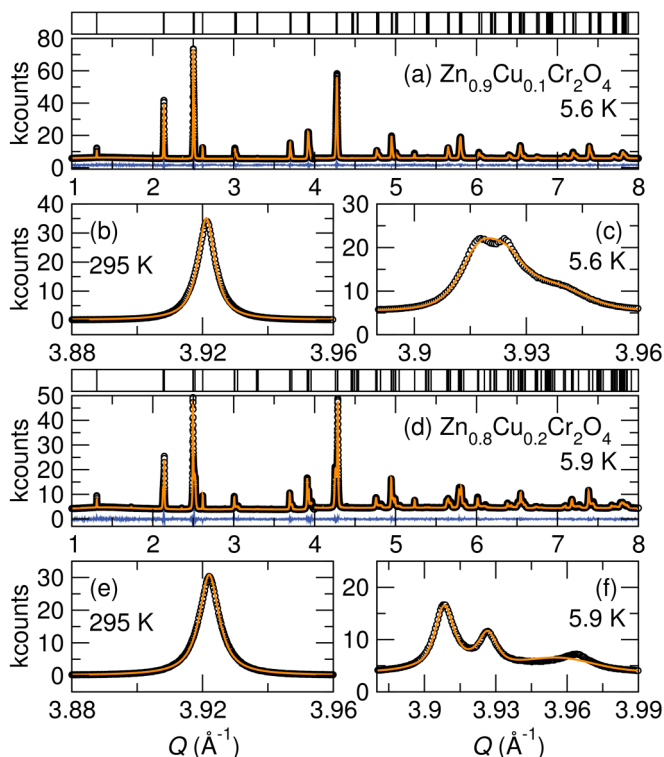 80
60
40
20
0
kcounts
(a) Zn0.9Cu0.1Cr2O4
5.6 K
1 2 3 4 5 6 7 8
50
40
30
20
10
0
kcounts
(b)
295 K
3.88 3.92 3.96
30
20
10
0
(c)
5.6 K
3.9 3.93 3.96
50
40
30
20
10
0
kcounts
(d) Zn0.8Cu0.2Cr2O4
5.9 K
1 2 3 4 5 6 7 8
30
20
10
0
kcounts
(e)
295 K
3.88 3.92 3.96
Q (Å-1)
20
15
10
5
0
(f)
5.9 K
3.9 3.93 3.96 3.99
Q (Å-1)